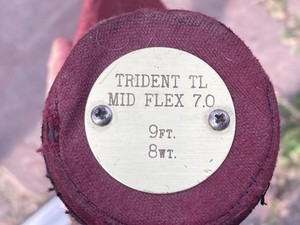 TRIDENT TL
MID FLEX 7.0
9FT.
8WT.